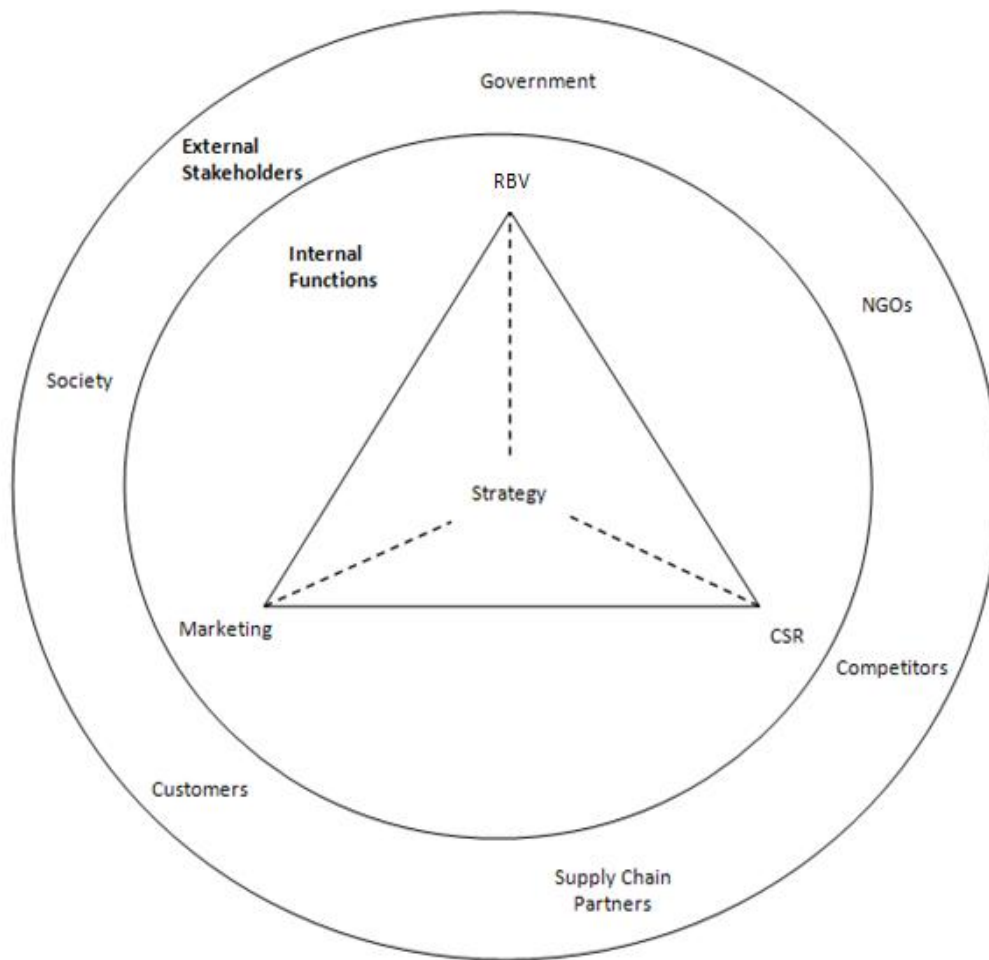 Government
External
Stakeholders
RBV
Internal
Functions
NGOs
Society
Strategy
Marketing
CSR
Competitors
Customers
Supply Chain
Partners